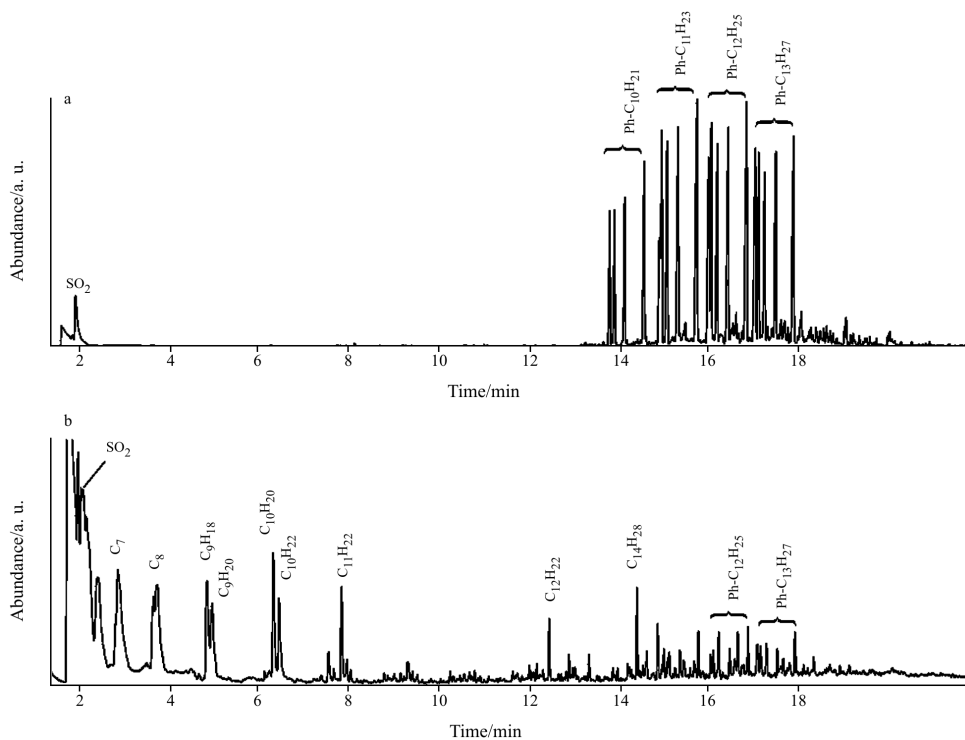 a
Abundance/a. u.
SO2
Ph-C10H21
Ph-C11H23
Ph-C12H25
Ph-C13H27
2 4 6 8 10 12 14 16 18
Time/min
b
Abundance/a. u.
SO2
C7
C8
C9H18
C9H20
C10H20
C10H22
C11H22
C12H22
C14H28
Ph-C12H25
Ph-C13H27
2 4 6 8 10 12 14 16 18
Time/min